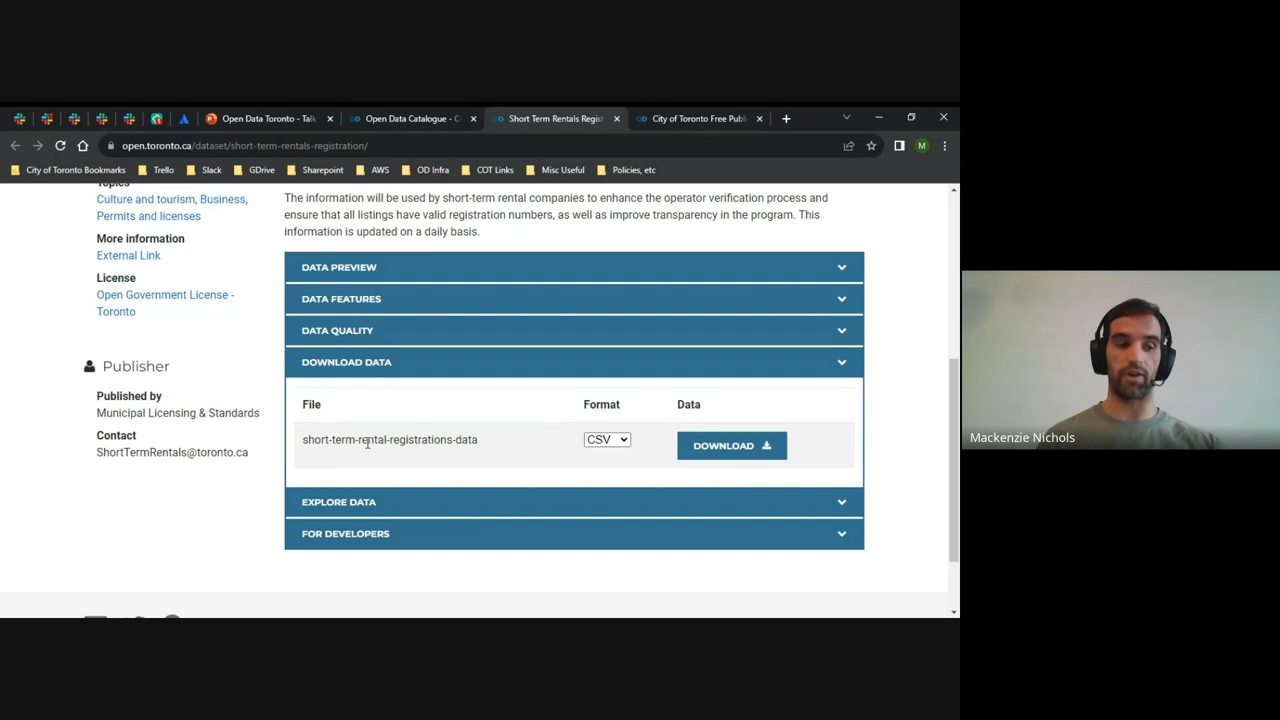 Open Data Toronto - Talk
Open Data Catalogue - C
Short Term Rentals Regist
City of Toronto Free Publ
open.toronto.ca/dataset/short-term-rentals-registration/
M
City of Toronto Bookmarks
Trello
Slack
GDrive
Sharepoint
AWS
OD Infra
COT Links
Misc Useful
Policies, etc
Topics
Culture and tourism, Business,
Permits and licenses
More information
External Link
License
Open Government License -
Toronto
Publisher
Published by
Municipal Licensing & Standards
Contact
ShortTermRentals@toronto.ca
The information will be used by short-term rental companies to enhance the operator verification process and
ensure that all listings have valid registration numbers, as well as improve transparency in the program. This
information is updated on a daily basis.
DATA PREVIEW
DATA FEATURES
DATA QUALITY
DOWNLOAD DATA
File Format Data
short-term-rental-registrations-data CSV DOWNLOAD
EXPLORE DATA
FOR DEVELOPERS
Mackenzie Nichols